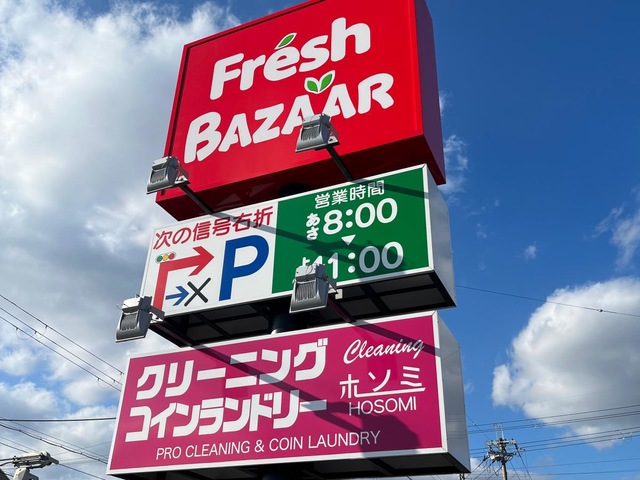 Fresh
BAZAAR
次の信号右折
P
営業時間
あさ8:00
1:00
クリーニング
コインランドリー
Cleaning
ホソミ
HOSOMI
PRO CLEANING & COIN LAUNDRY